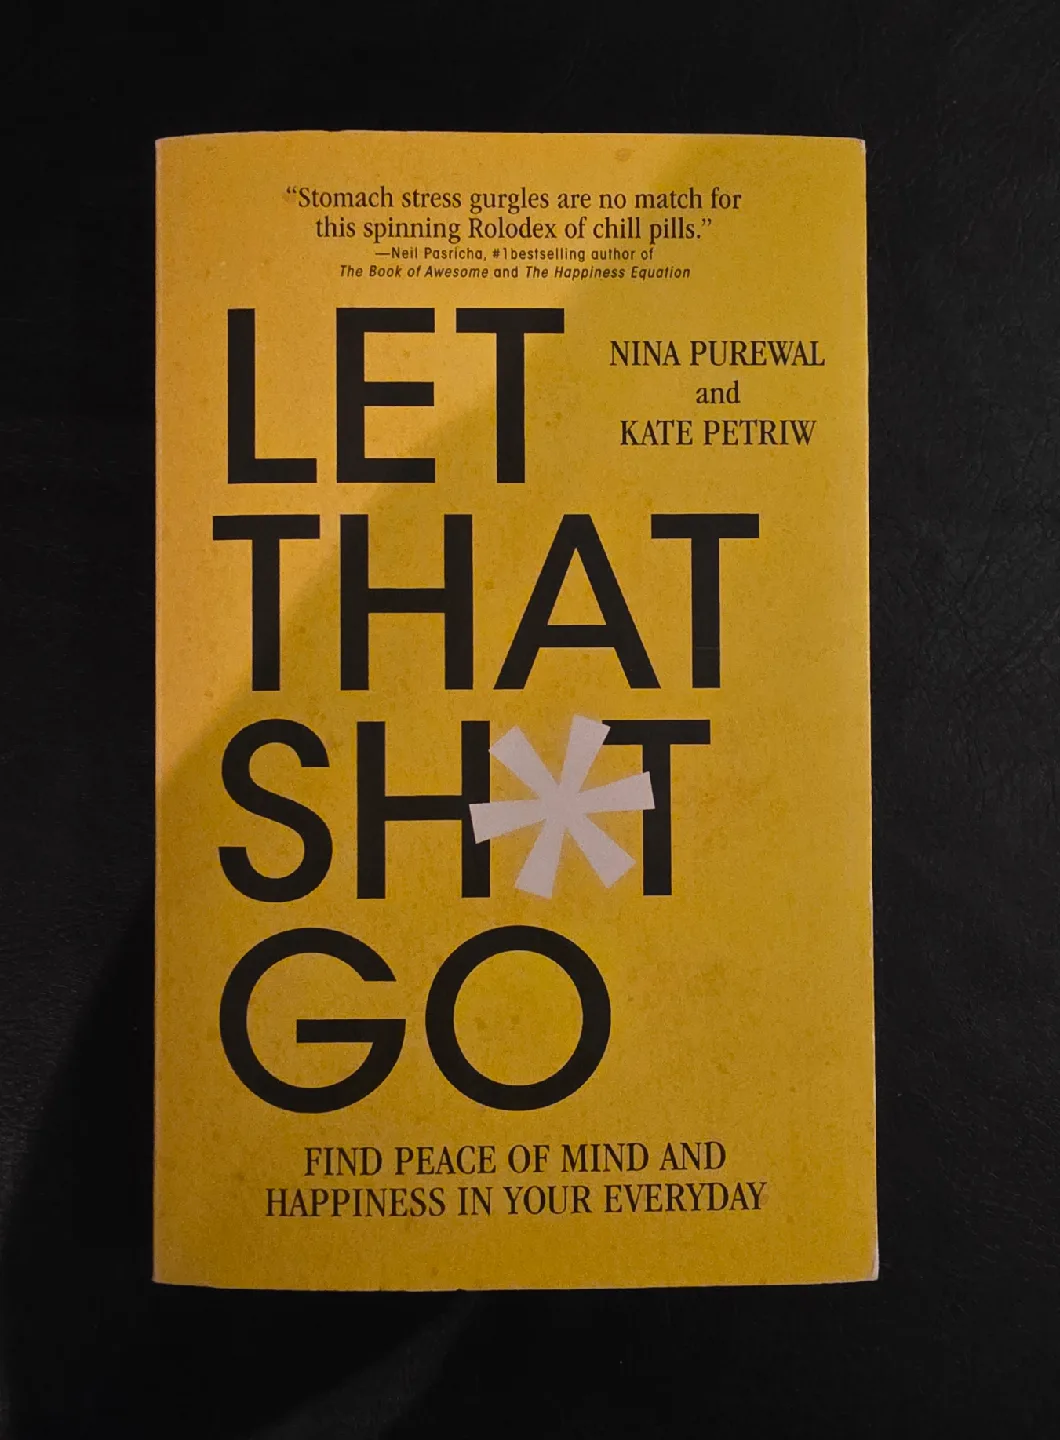 “Stomach stress gurgles are no match for
this spinning Rolodex of chill pills.”
—Neil Pasricha, #1bestselling author of
The Book of Awesome and The Happiness Equation
LET
NINA PUREWAL
and
KATE PETRIW
THAT
SH*T
GO
FIND PEACE OF MIND AND
HAPPINESS IN YOUR EVERYDAY